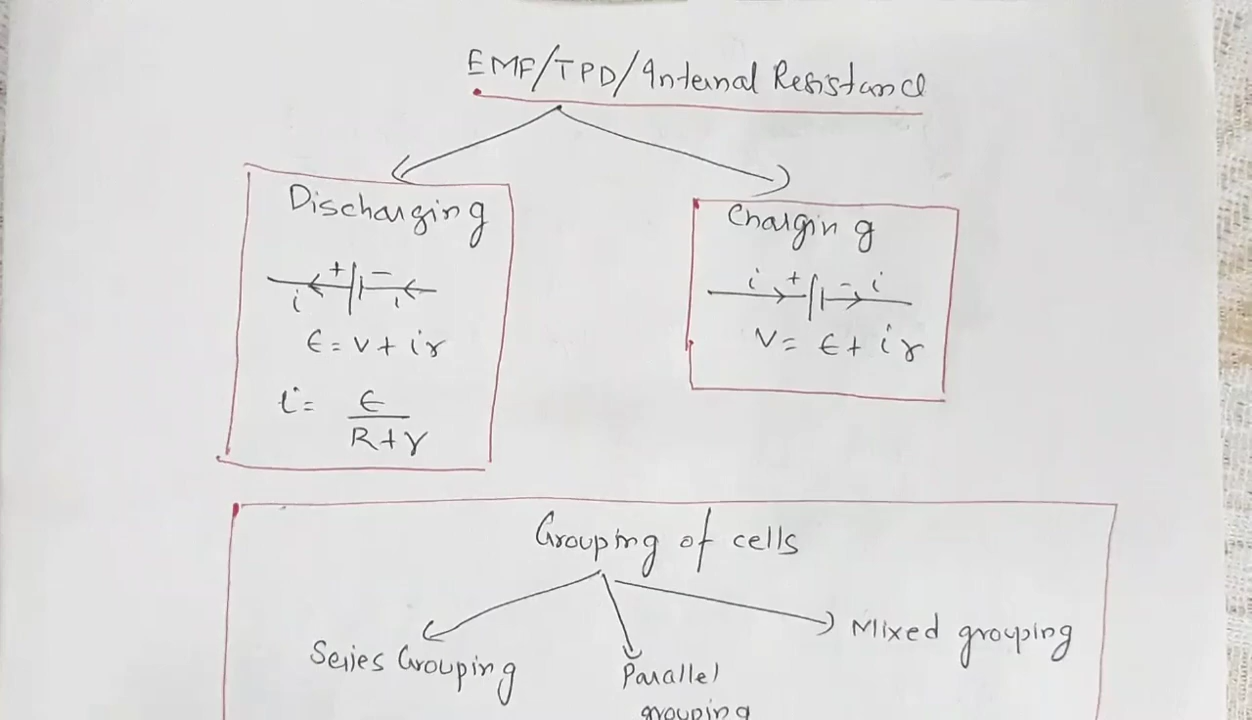 EMF/TPD/Internal Resistance
Discharging
+ -
i i
ϵ = v + ir
i = ϵ
R+r
Charging
i + - i
V = ϵ + ir
Grouping of cells
Series Grouping
Parallel
grouping
Mixed grouping